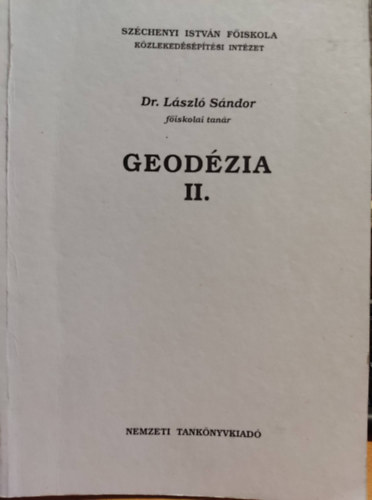 SZÉCHENYI ISTVÁN FŐISKOLA
KÖZLEKEDÉSÉPÍTÉSI INTÉZET
Dr. László Sándor
főiskolai tanár
GEODÉZIA
II.
NEMZETI TANKÖNYVKIADÓ